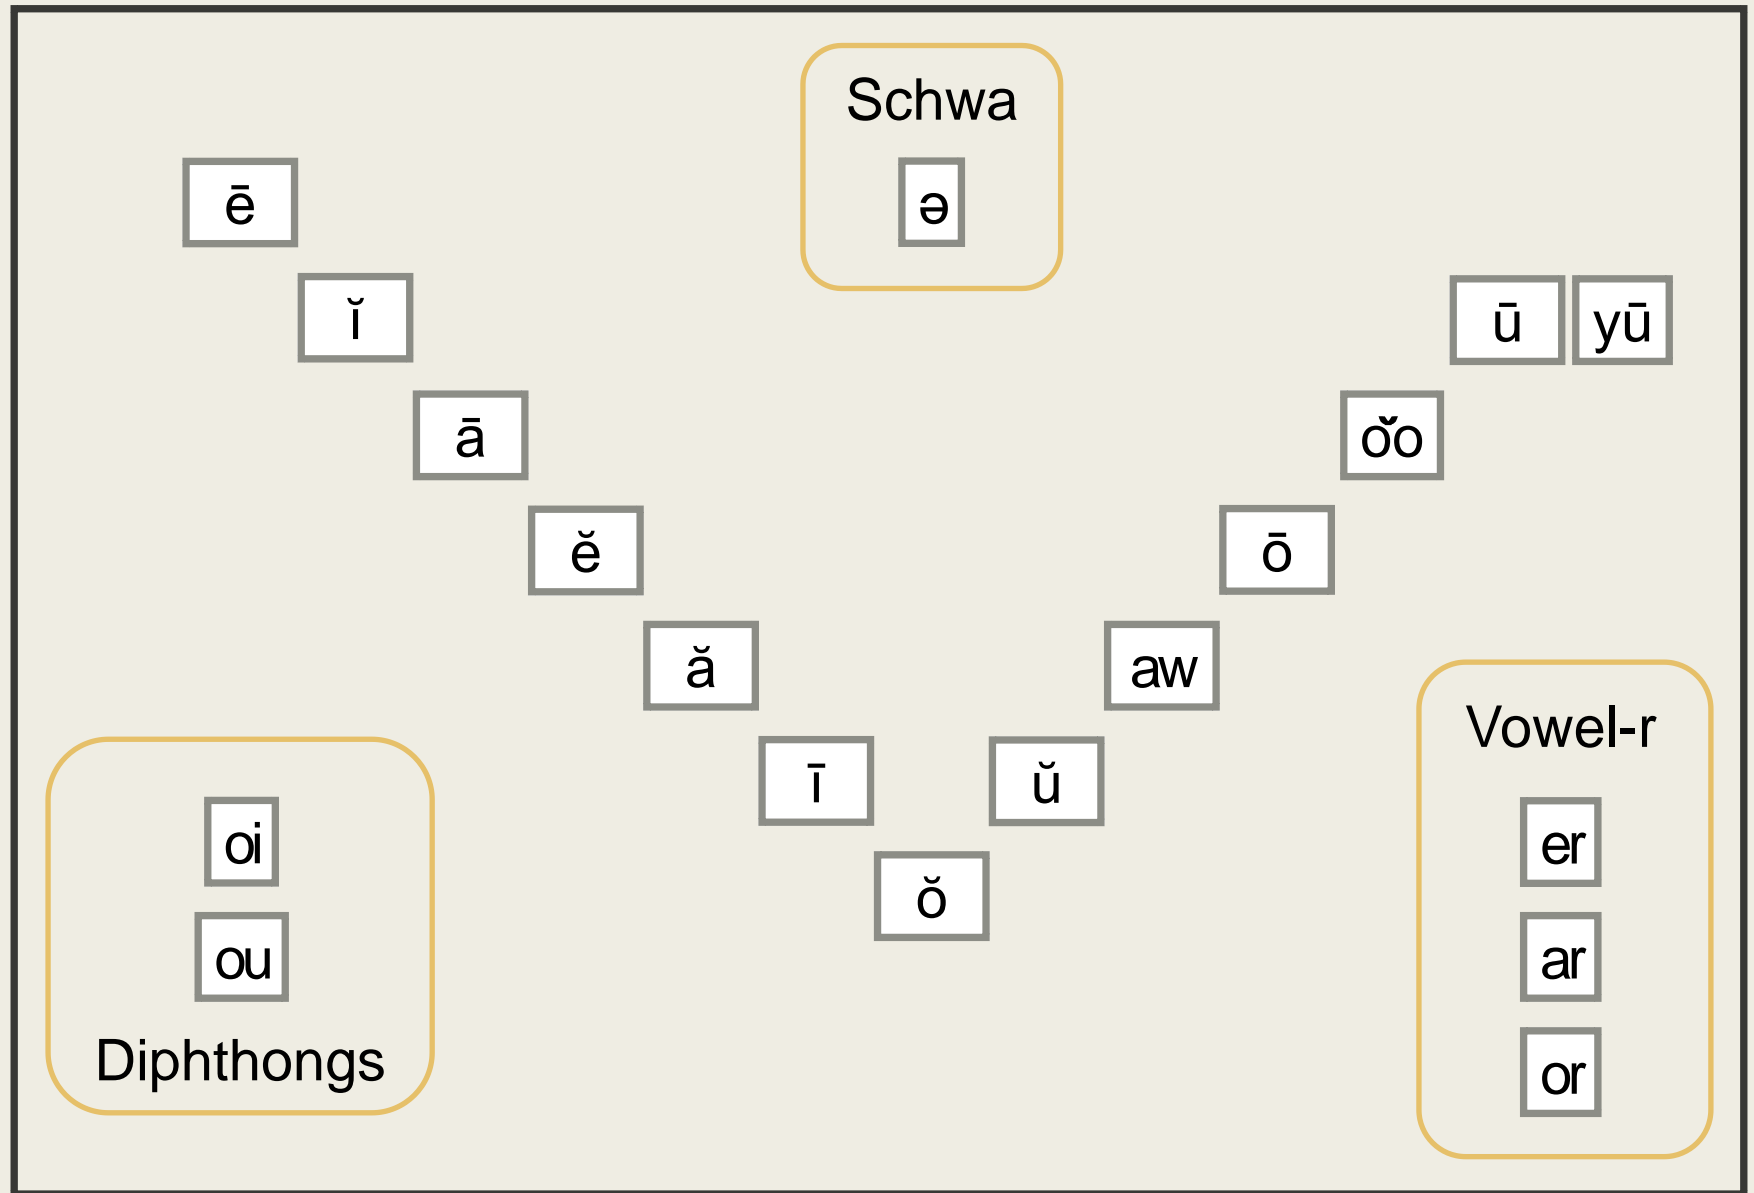 Schwa
ə
ē
ĭ
ā
ĕ
ă
ī
ŏ
ŭ
aw
ō
o͝o
ū yū
oi
ou
Diphthongs
Vowel-r
er
ar
or